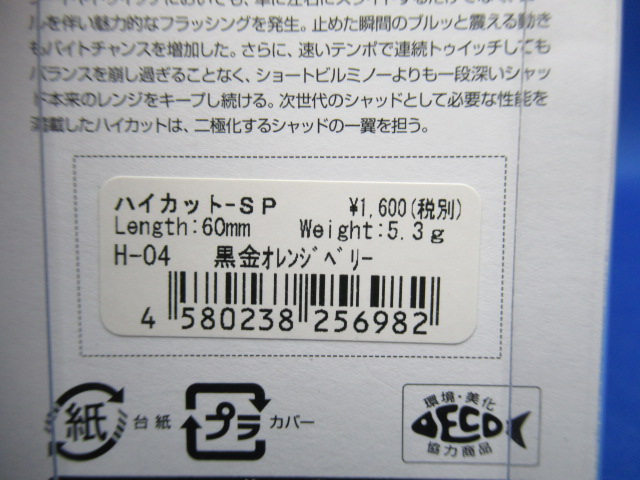 ルを伴い魅力的なフラッシングを発生。止めた瞬間のブルッと震える動き
もバイトチャンスを増加した。さらに、速いテンポで連続トゥイッチしても
バランスを崩し過ぎることなく、ショートビルミノーよりも一段深いシャッ
ド本来のレンジをキープし続ける。次世代のシャッドとして必要な性能を
満載したハイカットは、二極化するシャッドの一翼を担う。
ハイカット-SP ¥1,600(税別)
Length:60mm Weight:5.3g
H-04 黒金オレンジベリー
4 580238 256982
紙 台紙 プラ カバー
環境・美化
ECO
協力商品